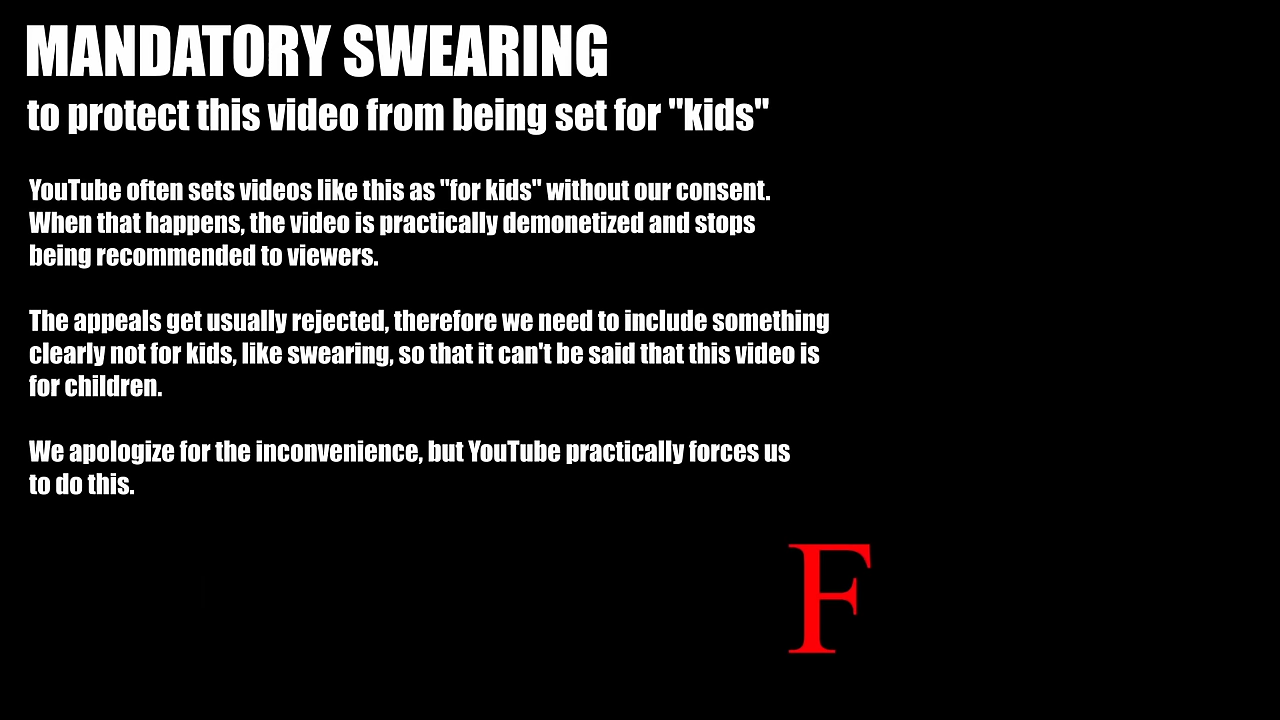 MANDATORY SWEARING
to protect this video from being set for "kids"
YouTube often sets videos like this as "for kids" without our consent.
When that happens, the video is practically demonetized and stops
being recommended to viewers.
The appeals get usually rejected, therefore we need to include something
clearly not for kids, like swearing, so that it can't be said that this video is
for children.
We apologize for the inconvenience, but YouTube practically forces us
to do this.
F